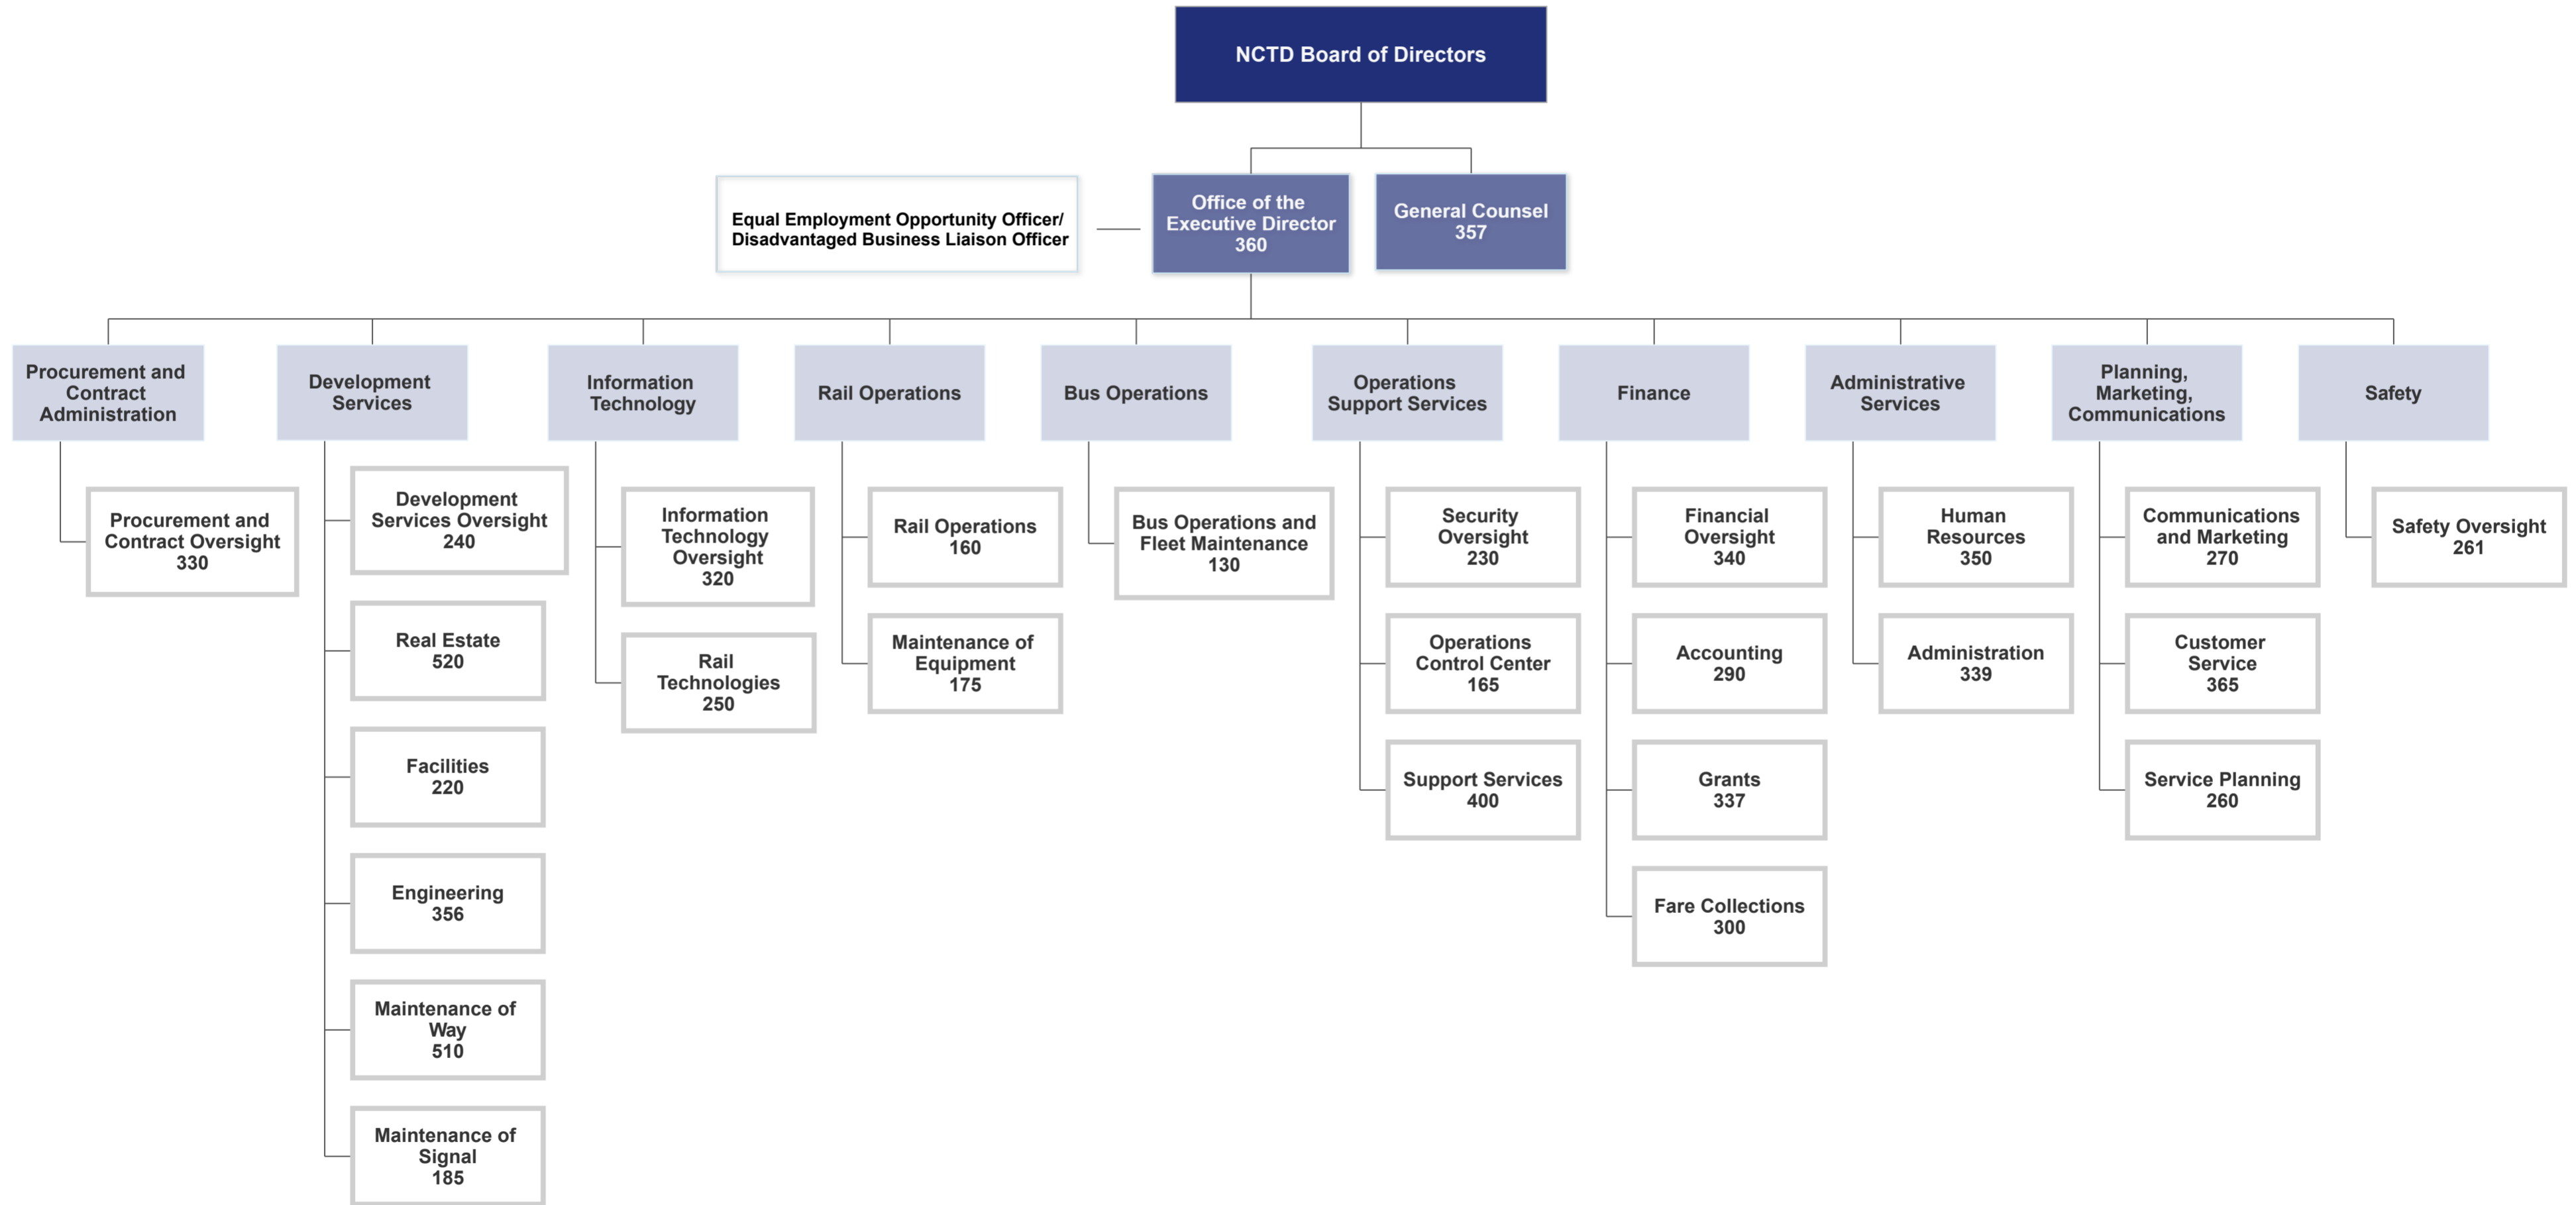 NCTD Board of Directors
Equal Employment Opportunity Officer/
Disadvantaged Business Liaison Officer
Office of the
Executive Director
360
General Counsel
357
Procurement and
Contract
Administration
Procurement and
Contract Oversight
330
Development
Services
Development
Services Oversight
240
Real Estate
520
Facilities
220
Engineering
356
Maintenance of
Way
510
Maintenance of
Signal
185
Information
Technology
Information
Technology
Oversight
320
Rail
Technologies
250
Rail Operations
Rail Operations
160
Maintenance of
Equipment
175
Bus Operations
Bus Operations and
Fleet Maintenance
130
Operations
Support Services
Security
Oversight
230
Operations
Control Center
165
Support Services
400
Finance
Financial
Oversight
340
Accounting
290
Grants
337
Fare Collections
300
Administrative
Services
Human
Resources
350
Administration
339
Planning,
Marketing,
Communications
Communications
and Marketing
270
Customer
Service
365
Service Planning
260
Safety
Safety Oversight
261